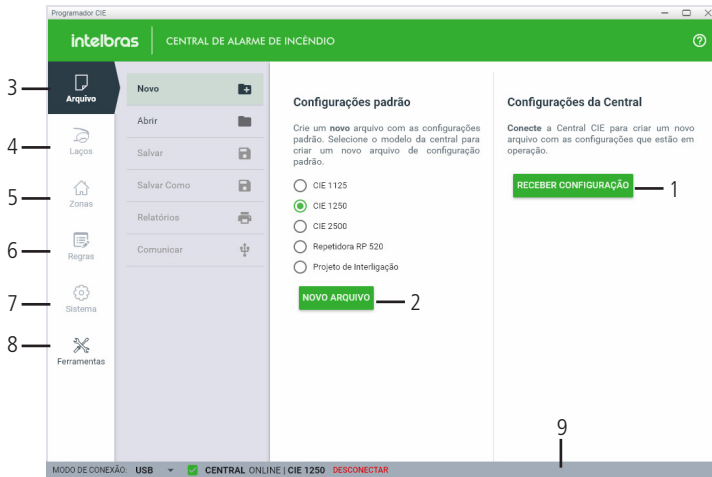 Programador CIE
intelbras
CENTRAL DE ALARME DE INCÊNDIO
3
Arquivo
4
Laços
5
Zonas
6
Regras
7
Sistema
8
Ferramentas
Novo
Abrir
Salvar
Salvar Como
Relatórios
Comunicar
Configurações padrão
Crie um novo arquivo com as configurações
padrão. Selecione o modelo da central para
criar um novo arquivo de configuração
padrão.
CIE 1125
CIE 1250
CIE 2500
Repetidora RP 520
Projeto de Interligação
NOVO ARQUIVO
2
Configurações da Central
Conecte a Central CIE para criar um novo
arquivo com as configurações que estão em
operação.
RECEBER CONFIGURAÇÃO
1
9
MODO DE CONEXÃO: USB CENTRAL ONLINE | CIE 1250 DESCONECTAR